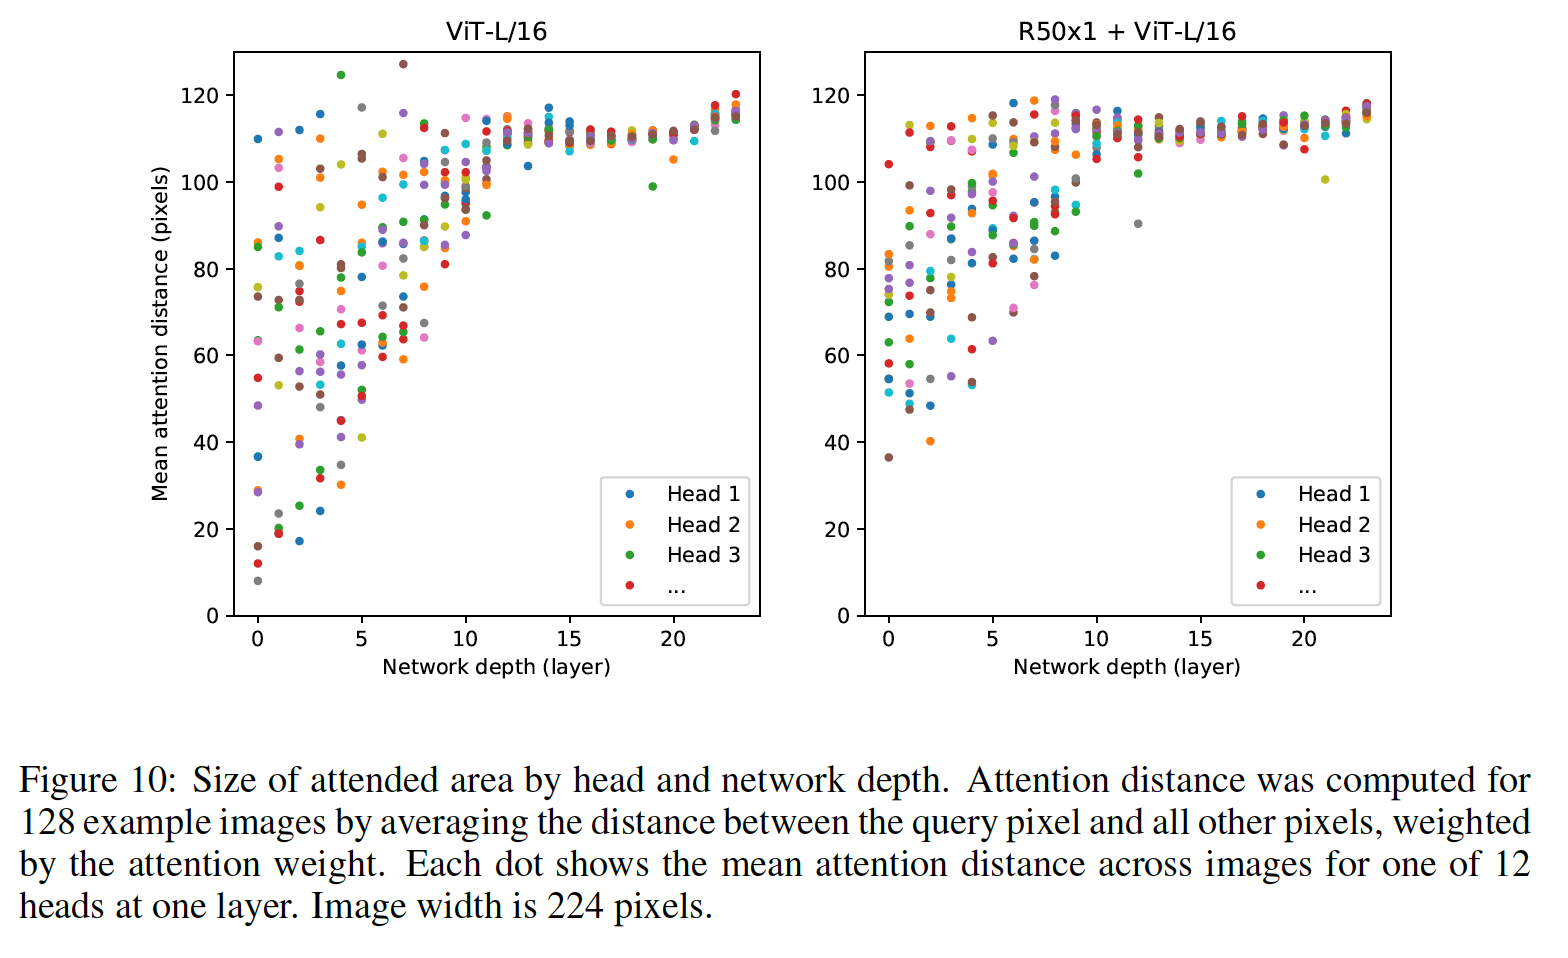 ViT-L/16
120
100
80
60
40
20
0
Mean attention distance (pixels)
0 5 10 15 20
Network depth (layer)
Head 1
Head 2
Head 3
...
R50x1 + ViT-L/16
120
100
80
60
40
20
0
0 5 10 15 20
Network depth (layer)
Head 1
Head 2
Head 3
...
Figure 10: Size of attended area by head and network depth. Attention distance was computed for
128 example images by averaging the distance between the query pixel and all other pixels, weighted
by the attention weight. Each dot shows the mean attention distance across images for one of 12
heads at one layer. Image width is 224 pixels.